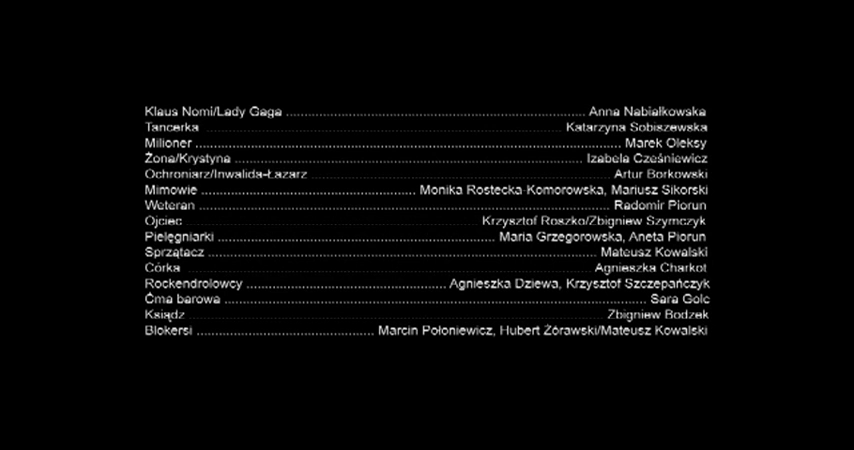 Klaus Nomi/Lady Gaga ................................................................................ Anna Nabiałkowska
Tancerka ................................................................................ Katarzyna Sobiszewska
Milioner ................................................................................ Marek Oleksy
Żona/Krystyna ................................................................................ Izabela Cześniewicz
Ochroniarz/Inwalida-Łazarz ................................................................................ Artur Borkowski
Mimowie ......................................................... Monika Rostecka-Komorowska, Mariusz Sikorski
Weteran ................................................................................ Radomir Piorun
Ojciec ................................................................................ Krzysztof Roszko/Zbigniew Szymczyk
Pielęgniarki ......................................................................... Maria Grzegorowska, Aneta Piorun
Sprzątacz ................................................................................ Mateusz Kowalski
Córka ................................................................................ Agnieszka Charkot
Rockendrolowcy ..................................................... Agnieszka Dziewa, Krzysztof Szczepańczyk
Ćma barowa ................................................................................ Sara Golc
Ksiądz ................................................................................ Zbigniew Bodzek
Blokersi ............................................... Marcin Połoniewicz, Hubert Żórawski/Mateusz Kowalski